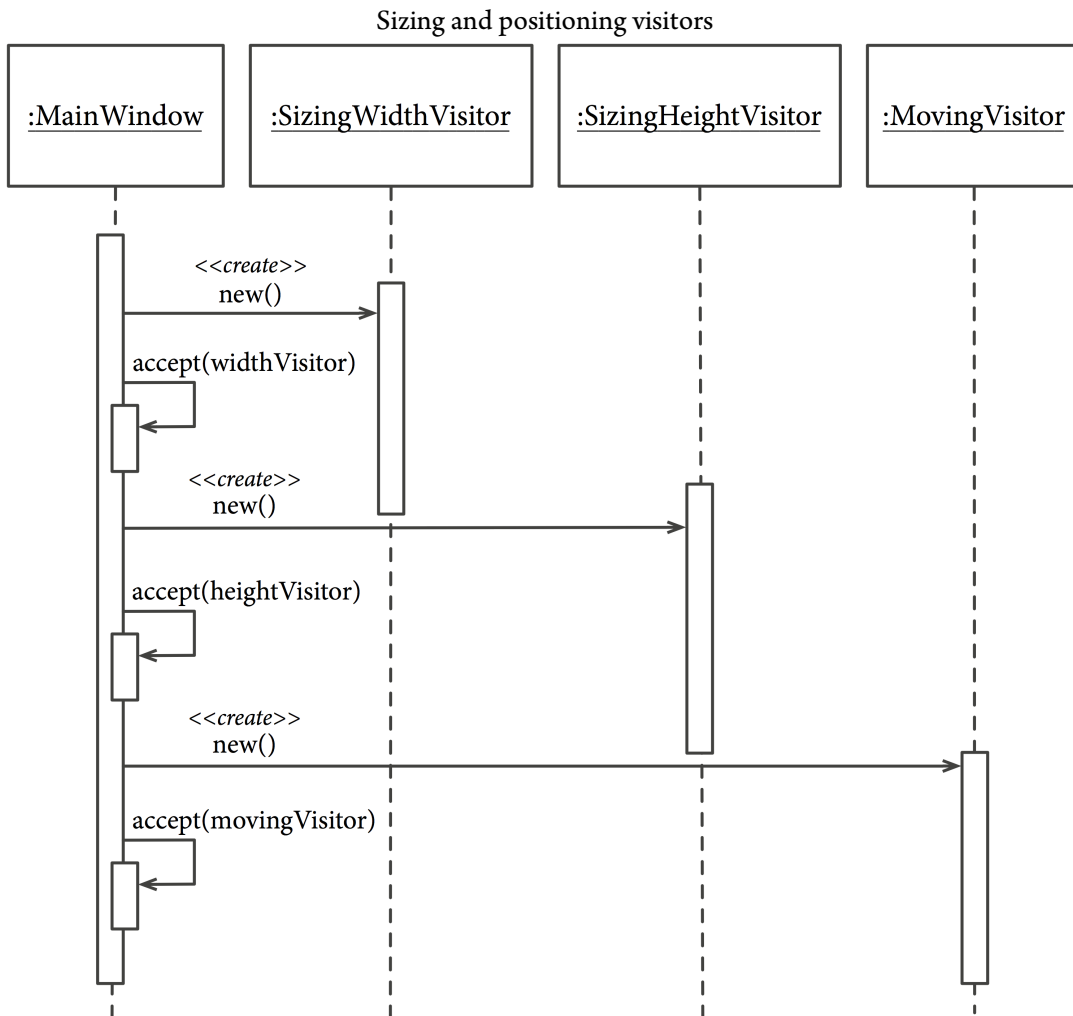 Sizing and positioning visitors
:MainWindow
:SizingWidthVisitor
:SizingHeightVisitor
:MovingVisitor
<<create>>
new()
accept(widthVisitor)
<<create>>
new()
accept(heightVisitor)
<<create>>
new()
accept(movingVisitor)